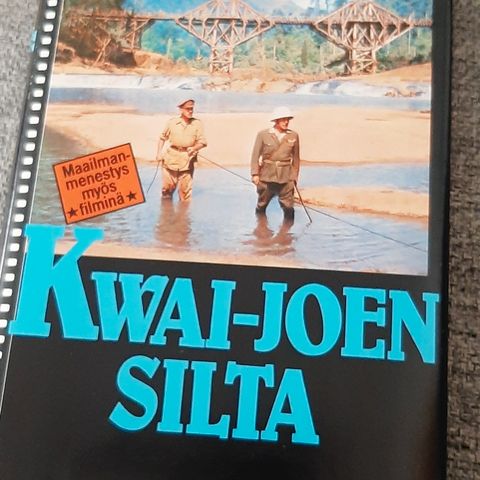 Maailman-
menestys
myös
★ filminä ★
KWAI-JOEN
SILTA